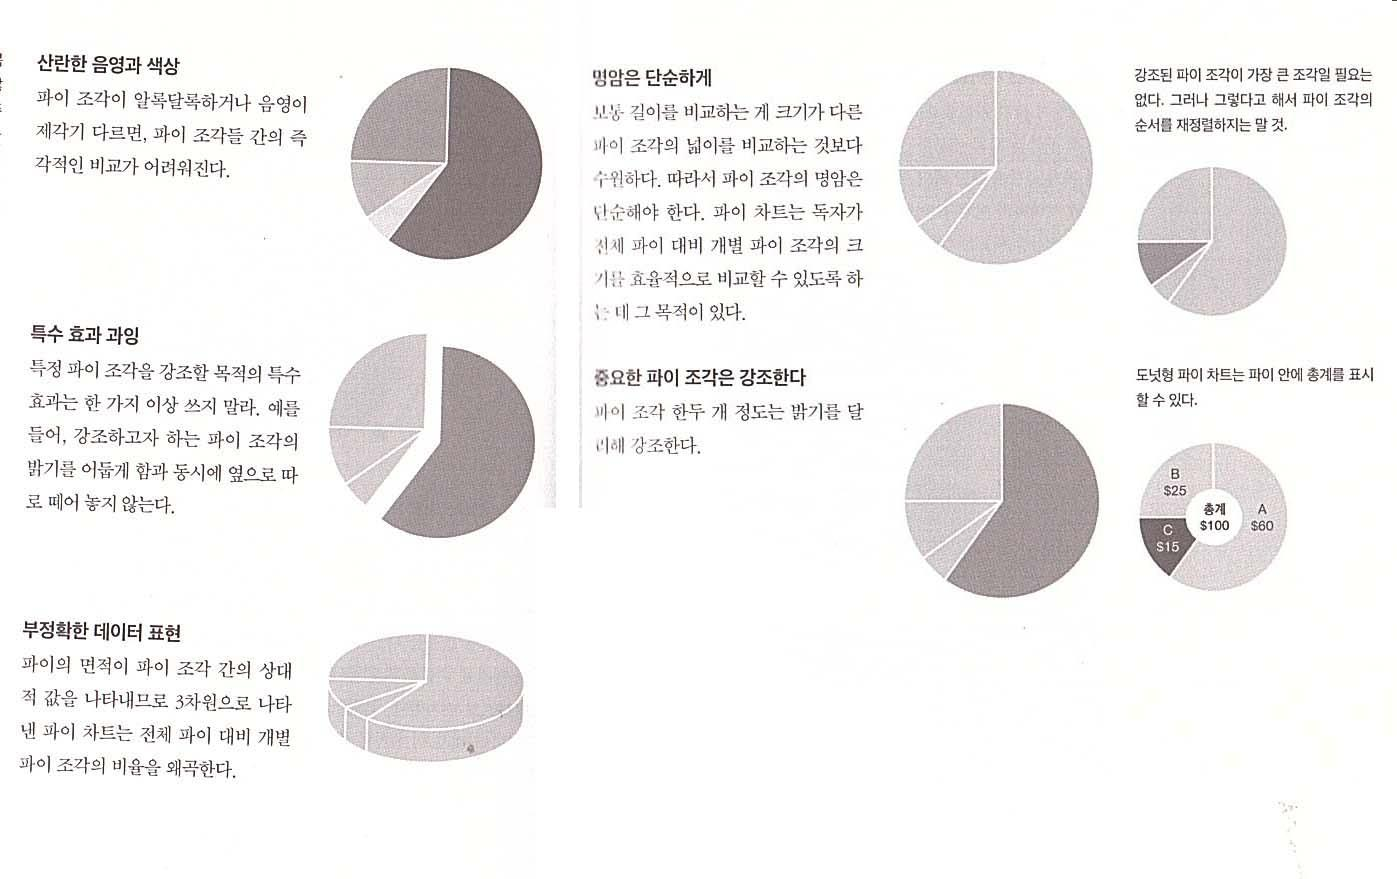 산란한 음영과 색상
파이 조각이 알록달록하거나 음영이
제각기 다르면, 파이 조각들 간의 즉
각적인 비교가 어려워진다.
특수 효과 과잉
특정 파이 조각을 강조할 목적의 특수
효과는 한 가지 이상 쓰지 말라. 예를
들어, 강조하고자 하는 파이 조각의
밝기를 어둡게 함과 동시에 옆으로 따
로 떼어 놓지 않는다.
부정확한 데이터 표현
파이의 면적이 파이 조각 간의 상대
적 값을 나타내므로 3차원으로 나타
낸 파이 차트는 전체 파이 대비 개별
파이 조각의 비율을 왜곡한다.
명암은 단순하게
보통 길이를 비교하는 게 크기가 다른
파이 조각의 넓이를 비교하는 것보다
수월하다. 따라서 파이 조각의 명암은
단순해야 한다. 파이 차트는 독자가
전체 파이 대비 개별 파이 조각의 크
기를 효율적으로 비교할 수 있도록 하
는 데 그 목적이 있다.
중요한 파이 조각은 강조한다
파이 조각 한두 개 정도는 밝기를 달
리해 강조한다.
강조된 파이 조각이 가장 큰 조각일 필요는
없다. 그러나 그렇다고 해서 파이 조각의
순서를 재정렬하지는 말 것.
도넛형 파이 차트는 파이 안에 총계를 표시
할 수 있다.
B
$25
총계
$100
A
$60
C
$15